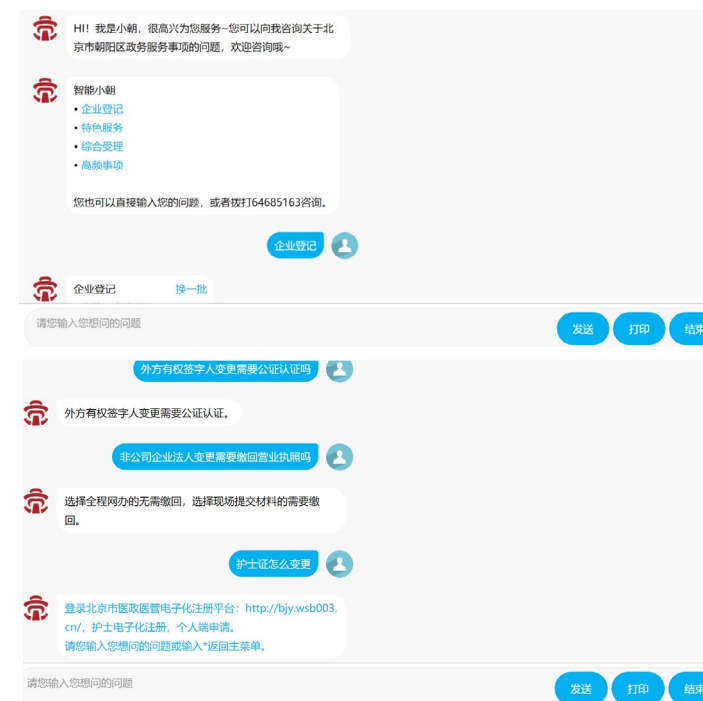 HI！我是小朝，很高兴为您服务~您可以向我咨询关于北
京市朝阳区政务服务事项的问题，欢迎咨询哦~
智能小朝
• 企业登记
• 特色服务
• 综合受理
• 高频事项
您也可以直接输入您的问题，或者拨打64685163咨询。
企业登记
企业登记 换一批
请您输入您想问的问题 发送 打印 结束
外方有权签字人变更需要公证认证吗
外方有权签字人变更需要公证认证。
非公司企业法人变更需要缴回营业执照吗
选择全程网办的无需缴回，选择现场提交材料的需要缴
回。
护士证怎么变更
登录北京市医政医管电子化注册平台：http://bjy.wsb003.
cn/，护士电子化注册，个人端申请。
请您输入您想问的问题或输入*返回主菜单。
请您输入您想问的问题 发送 打印 结束